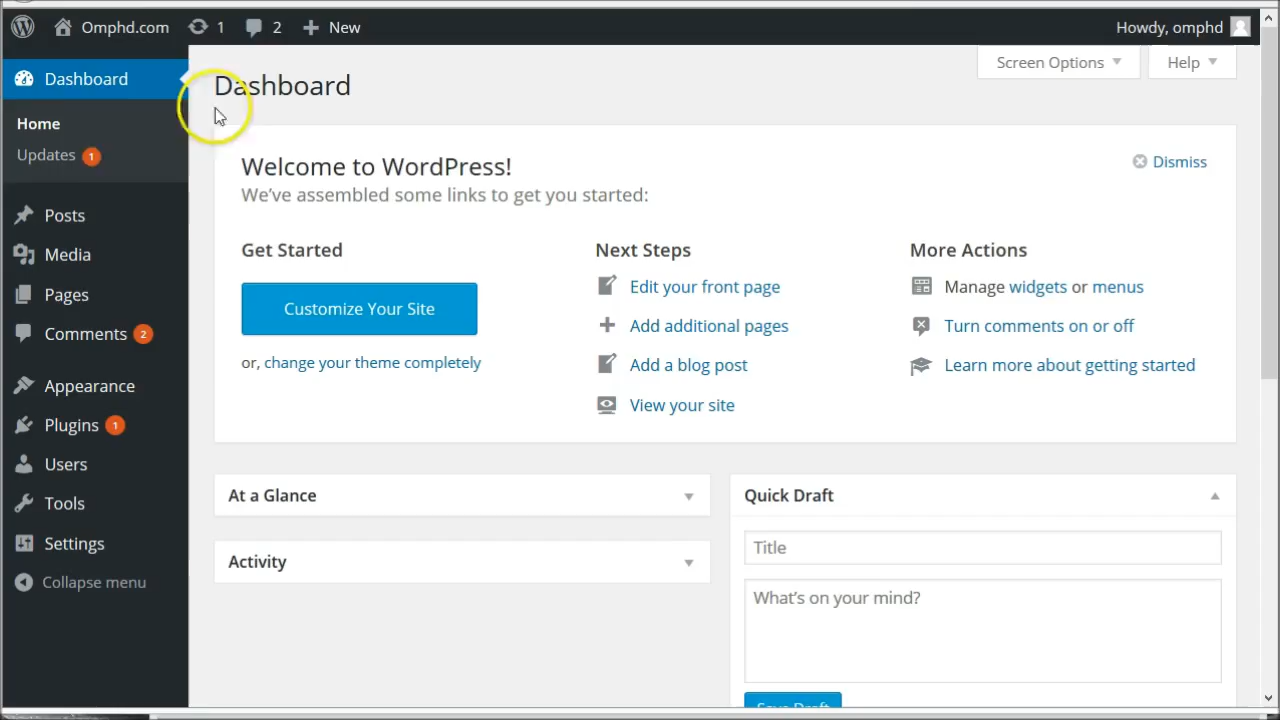 Omphd.com 1 2 New Howdy, omphd
Screen Options Help
Dashboard
Home
Updates 1
Posts
Media
Pages
Comments 2
Appearance
Plugins 1
Users
Tools
Settings
Collapse menu
Dashboard
Welcome to WordPress!
We've assembled some links to get you started:
Dismiss
Get Started
Customize Your Site
or, change your theme completely
Next Steps
Edit your front page
Add additional pages
Add a blog post
View your site
More Actions
Manage widgets or menus
Turn comments on or off
Learn more about getting started
At a Glance
Activity
Quick Draft
Title
What's on your mind?
Save Draft